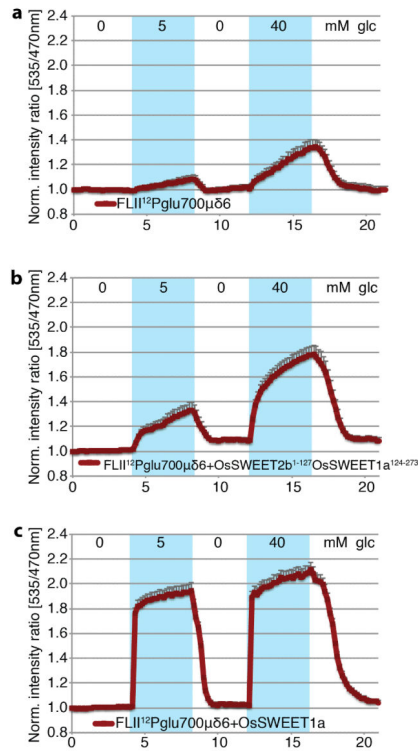 a
0 5 0 40 mM glc
Norm. intensity ratio [535/470nm]
2.4
2.2
2.0
1.8
1.6
1.4
1.2
1.0
0.8
FLII¹²Pglu700μδ6
0 5 10 15 20
b
0 5 0 40 mM glc
Norm. intensity ratio [535/470nm]
2.4
2.2
2.0
1.8
1.6
1.4
1.2
1.0
0.8
FLII¹²Pglu700μδ6+OsSWEET2b¹⁻¹²⁷OsSWEET1a¹²⁴⁻²⁷³
0 5 10 15 20
c
0 5 0 40 mM glc
Norm. intensity ratio [535/470nm]
2.4
2.2
2.0
1.8
1.6
1.4
1.2
1.0
0.8
FLII¹²Pglu700μδ6+OsSWEET1a
0 5 10 15 20